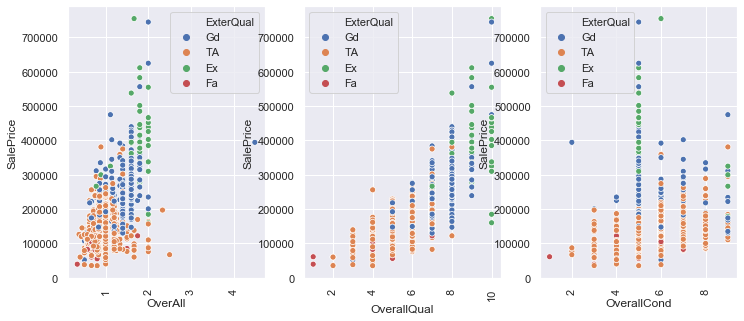 SalePrice
700000
600000
500000
400000
300000
200000
100000
0
ExterQual
Gd
TA
Ex
Fa
1
2
3
4
OverAll
SalePrice
700000
600000
500000
400000
300000
200000
100000
0
ExterQual
Gd
TA
Ex
Fa
2
4
6
8
10
OverallQual
SalePrice
700000
600000
500000
400000
300000
200000
100000
0
ExterQual
Gd
TA
Ex
Fa
2
4
6
8
OverallCond